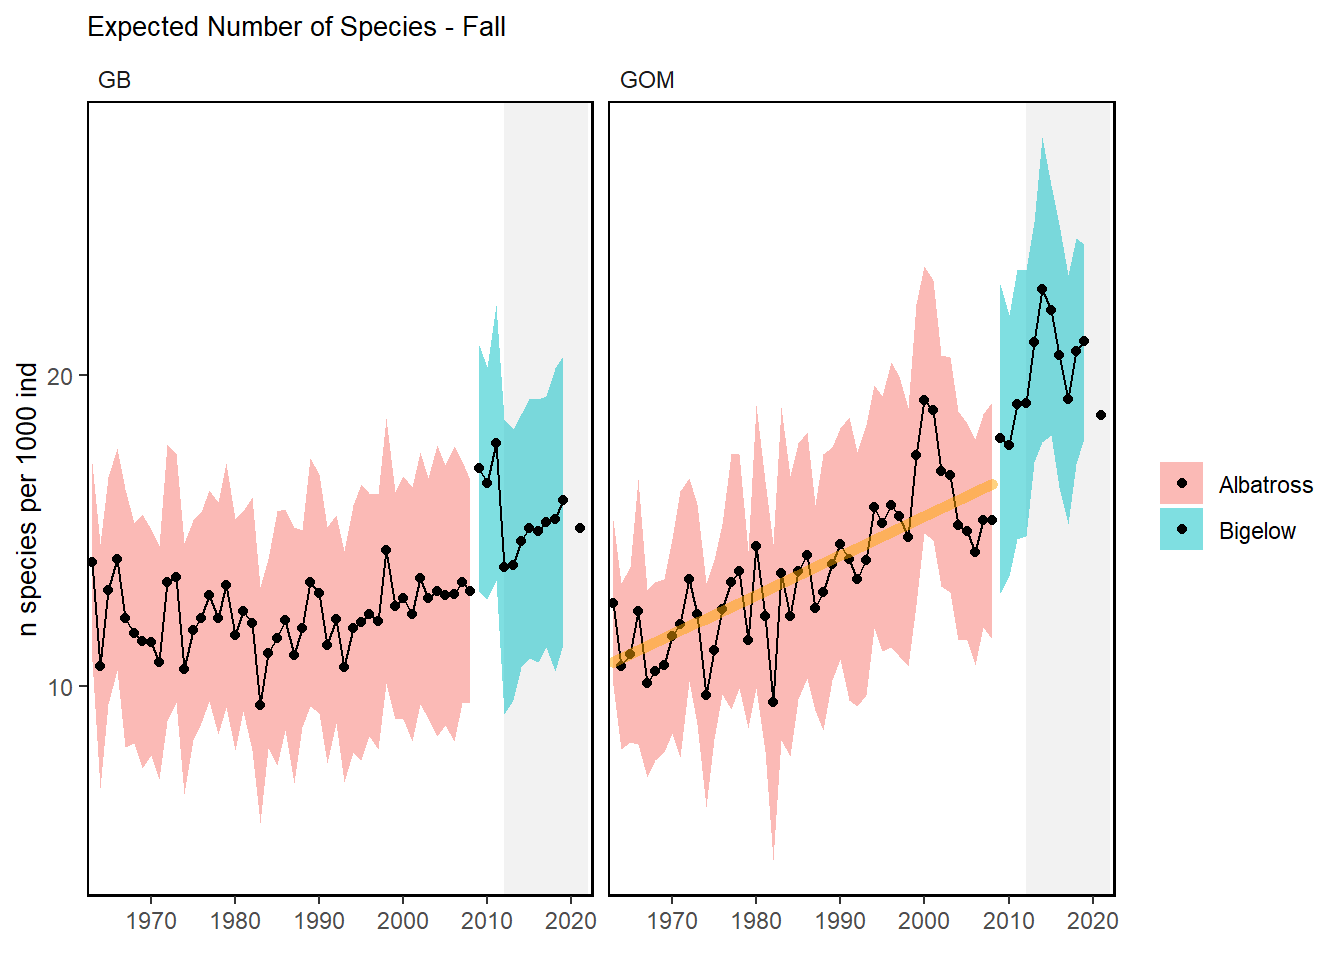 Expected Number of Species - Fall
GB
GOM
n species per 1000 ind
20
10
1970 1980 1990 2000 2010 2020
1970 1980 1990 2000 2010 2020
Albatross
Bigelow